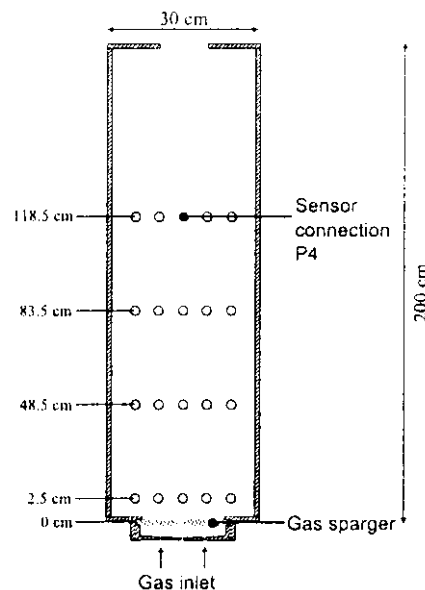 30 cm
118.5 cm
Sensor
connection
P4
83.5 cm
200 cm
48.5 cm
2.5 cm
0 cm
Gas sparger
Gas inlet